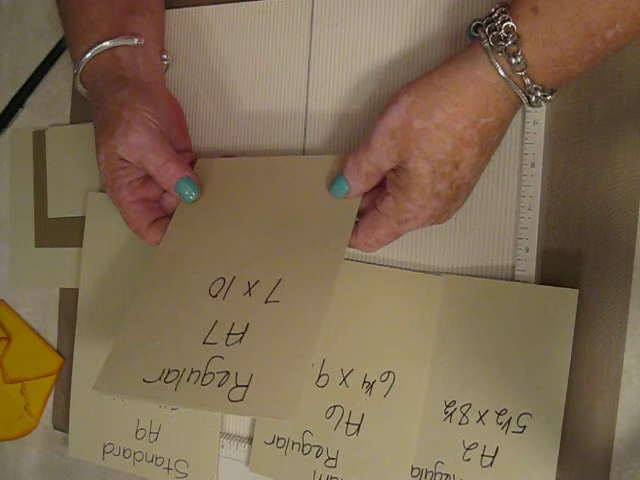 Regular
A7
7 x 10
Regular
A6
6¼ x 9
A2
5½ x 8½
Standard
A9